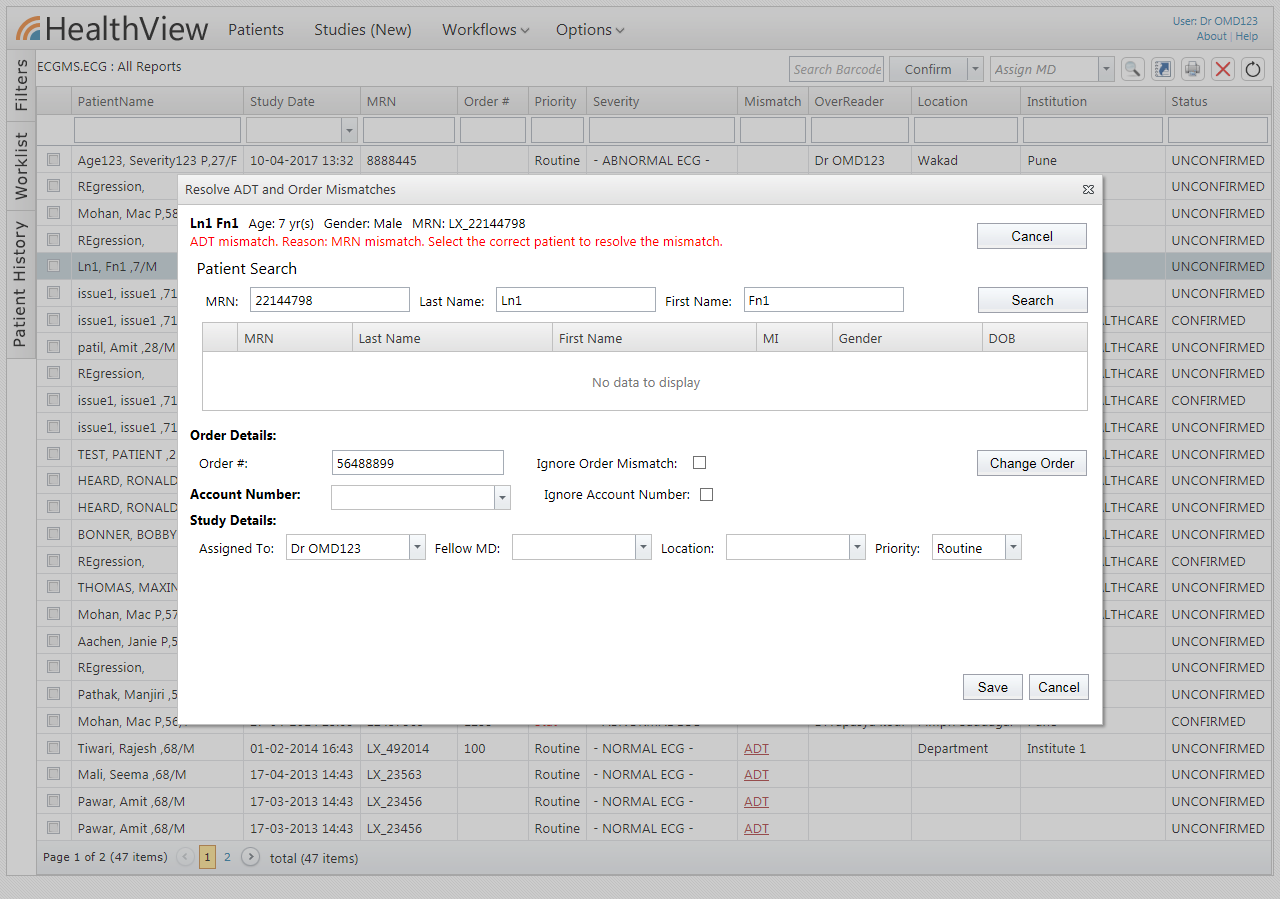 HealthView Patients Studies (New) Workflows Options
User: Dr OMD123
About | Help
Filters
Worklist
Patient History
ECGMS.ECG : All Reports Search Barcode Confirm Assign MD
PatientName Study Date MRN Order # Priority Severity Mismatch OverReader Location Institution Status
Age123, Severity123 P,27/F 10-04-2017 13:32 8888445 Routine - ABNORMAL ECG - Dr OMD123 Wakad Pune UNCONFIRMED
REgression, UNCONFIRMED
Mohan, Mac P,58 UNCONFIRMED
REgression, UNCONFIRMED
Ln1, Fn1 ,7/M UNCONFIRMED
issue1, issue1 ,71 UNCONFIRMED
issue1, issue1 ,71 LTHCARE CONFIRMED
patil, Amit ,28/M LTHCARE UNCONFIRMED
REgression, LTHCARE UNCONFIRMED
issue1, issue1 ,71 LTHCARE CONFIRMED
issue1, issue1 ,71 LTHCARE UNCONFIRMED
TEST, PATIENT ,2 LTHCARE UNCONFIRMED
HEARD, RONALD LTHCARE UNCONFIRMED
HEARD, RONALD LTHCARE UNCONFIRMED
BONNER, BOBBY LTHCARE UNCONFIRMED
REgression, LTHCARE CONFIRMED
THOMAS, MAXIN LTHCARE UNCONFIRMED
Mohan, Mac P,57 LTHCARE UNCONFIRMED
Aachen, Janie P,5 UNCONFIRMED
REgression, UNCONFIRMED
Pathak, Manjiri ,5 UNCONFIRMED
Mohan, Mac P,56, CONFIRMED
Resolve ADT and Order Mismatches
Ln1 Fn1 Age: 7 yr(s) Gender: Male MRN: LX_22144798
ADT mismatch. Reason: MRN mismatch. Select the correct patient to resolve the mismatch.
Cancel
Patient Search
MRN: 22144798 Last Name: Ln1 First Name: Fn1 Search
MRN Last Name First Name MI Gender DOB
No data to display
Order Details:
Order #: 56488899 Ignore Order Mismatch: Change Order
Account Number: Ignore Account Number:
Study Details:
Assigned To: Dr OMD123 Fellow MD: Location: Priority: Routine
Save Cancel
Tiwari, Rajesh ,68/M 01-02-2014 16:43 LX_492014 100 Routine - NORMAL ECG - ADT Department Institute 1 UNCONFIRMED
Mali, Seema ,68/M 17-04-2013 14:43 LX_23563 Routine - NORMAL ECG - ADT UNCONFIRMED
Pawar, Amit ,68/M 17-03-2013 14:43 LX_23456 Routine - NORMAL ECG - ADT UNCONFIRMED
Pawar, Amit ,68/M 17-03-2013 14:43 LX_23456 Routine - NORMAL ECG - ADT UNCONFIRMED
Page 1 of 2 (47 items) 1 2 total (47 items)